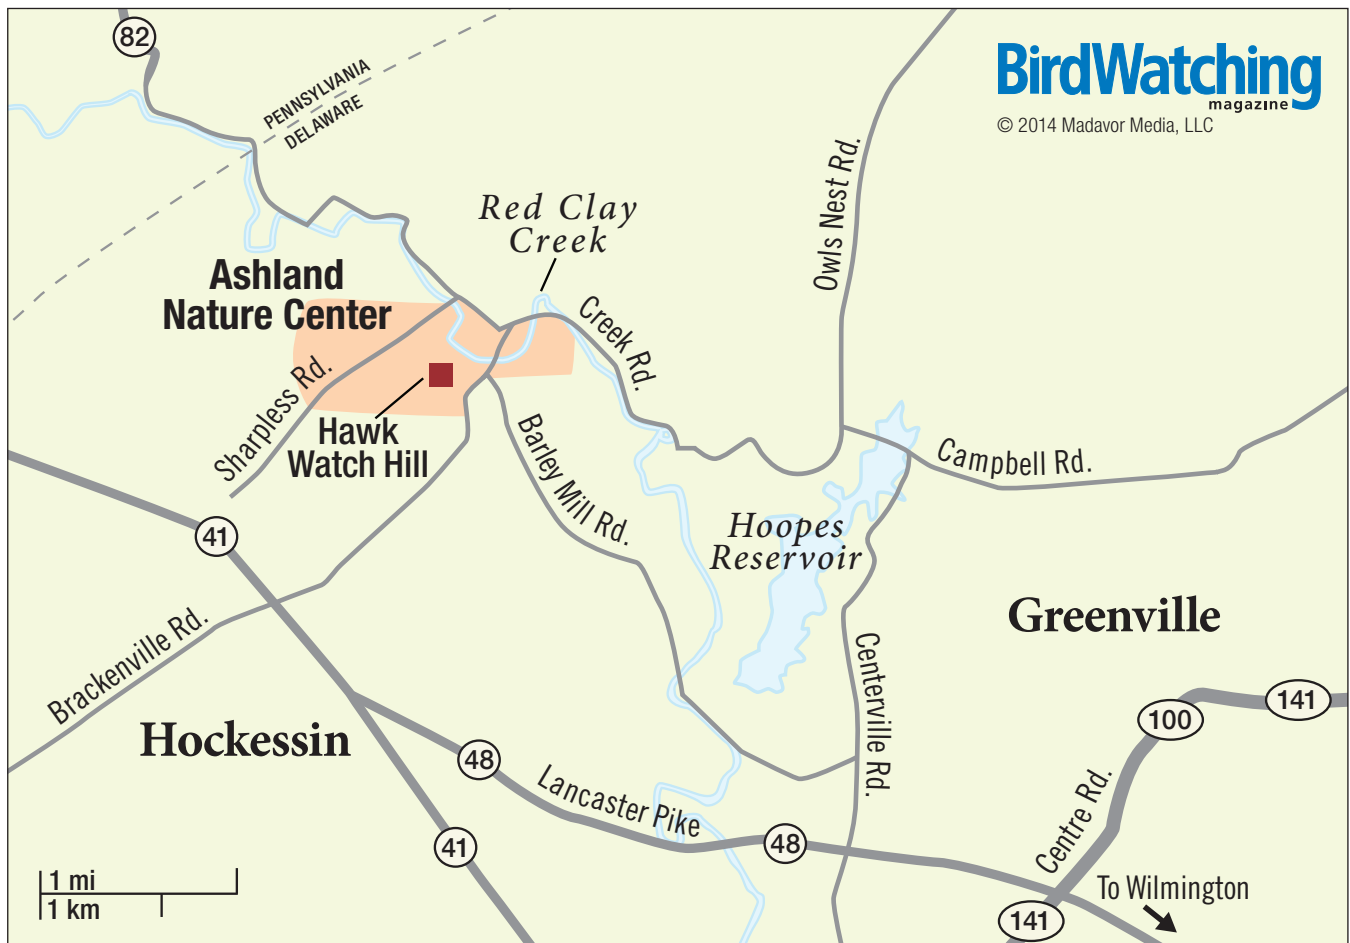 82
PENNSYLVANIA
DELAWARE
BirdWatching
magazine
© 2014 Madavor Media, LLC
Owls Nest Rd.
Red Clay
Creek
Ashland
Nature Center
Creek Rd.
Sharpless Rd.
Hawk
Watch Hill
Barley Mill Rd.
Campbell Rd.
41
Hoopes
Reservoir
Greenville
Brackenville Rd.
Centerville Rd.
Hockessin
141
100
48
Lancaster Pike
Centre Rd.
48
41
1 mi
1 km
To Wilmington
141